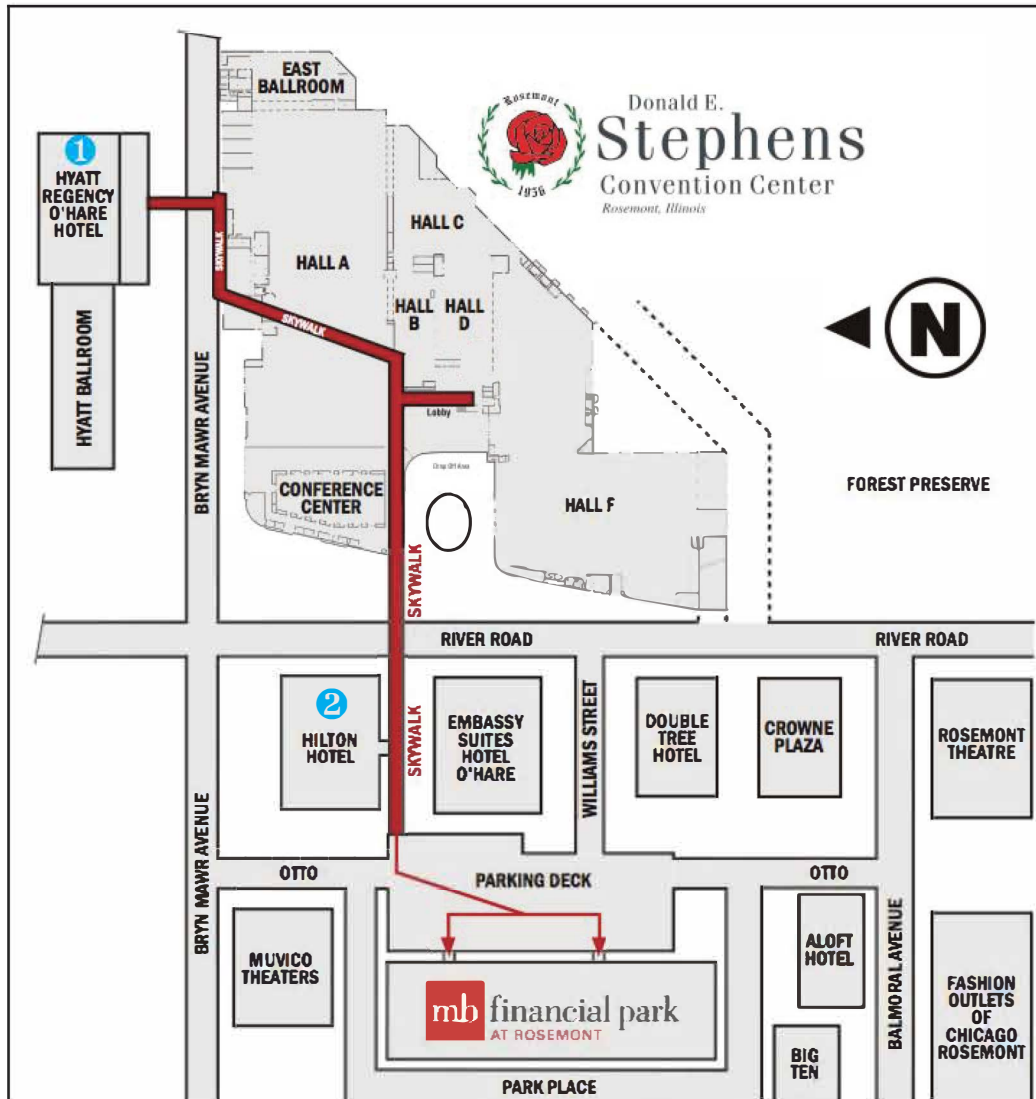 EAST
BALLROOM
Rosemont
1956
Donald E.
Stephens
Convention Center
Rosemont, Illinois
1
HYATT
REGENCY
O'HARE
HOTEL
HYATT BALLROOM
BRYN MAWR AVENUE
SKYWALK
SKYWALK
HALL A
HALL C
HALL
B
HALL
D
Lobby
N
Drop Off Area
CONFERENCE
CENTER
HALL F
FOREST PRESERVE
SKYWALK
RIVER ROAD
RIVER ROAD
2
HILTON
HOTEL
SKYWALK
EMBASSY
SUITES
HOTEL
O'HARE
WILLIAMS STREET
DOUBLE
TREE
HOTEL
CROWNE
PLAZA
ROSEMONT
THEATRE
BRYN MAWR AVENUE
OTTO
PARKING DECK
OTTO
MUVICO
THEATERS
mb financial park
AT ROSEMONT
ALOFT
HOTEL
BALMORAL AVENUE
FASHION
OUTLETS
OF
CHICAGO
ROSEMONT
BIG
TEN
PARK PLACE